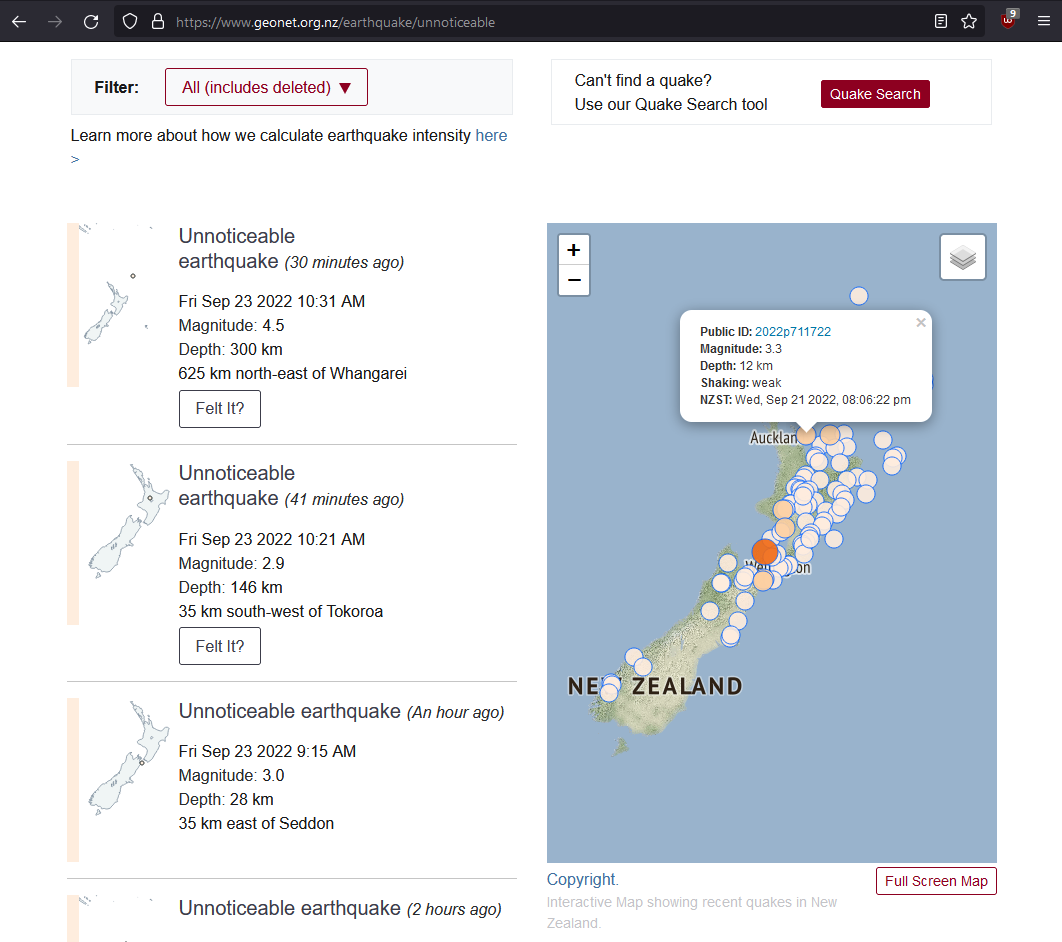 https://www.geonet.org.nz/earthquake/unnoticeable
9
Filter:
All (includes deleted) ▼
Learn more about how we calculate earthquake intensity here
>
Can't find a quake?
Use our Quake Search tool
Quake Search
Unnoticeable
earthquake (30 minutes ago)
Fri Sep 23 2022 10:31 AM
Magnitude: 4.5
Depth: 300 km
625 km north-east of Whangarei
Felt It?
Unnoticeable
earthquake (41 minutes ago)
Fri Sep 23 2022 10:21 AM
Magnitude: 2.9
Depth: 146 km
35 km south-west of Tokoroa
Felt It?
Unnoticeable earthquake (An hour ago)
Fri Sep 23 2022 9:15 AM
Magnitude: 3.0
Depth: 28 km
35 km east of Seddon
Unnoticeable earthquake (2 hours ago)
+
−
×
Public ID: 2022p711722
Magnitude: 3.3
Depth: 12 km
Shaking: weak
NZST: Wed, Sep 21 2022, 08:06:22 pm
NEW ZEALAND
Copyright.
Full Screen Map
Interactive Map showing recent quakes in New
Zealand.